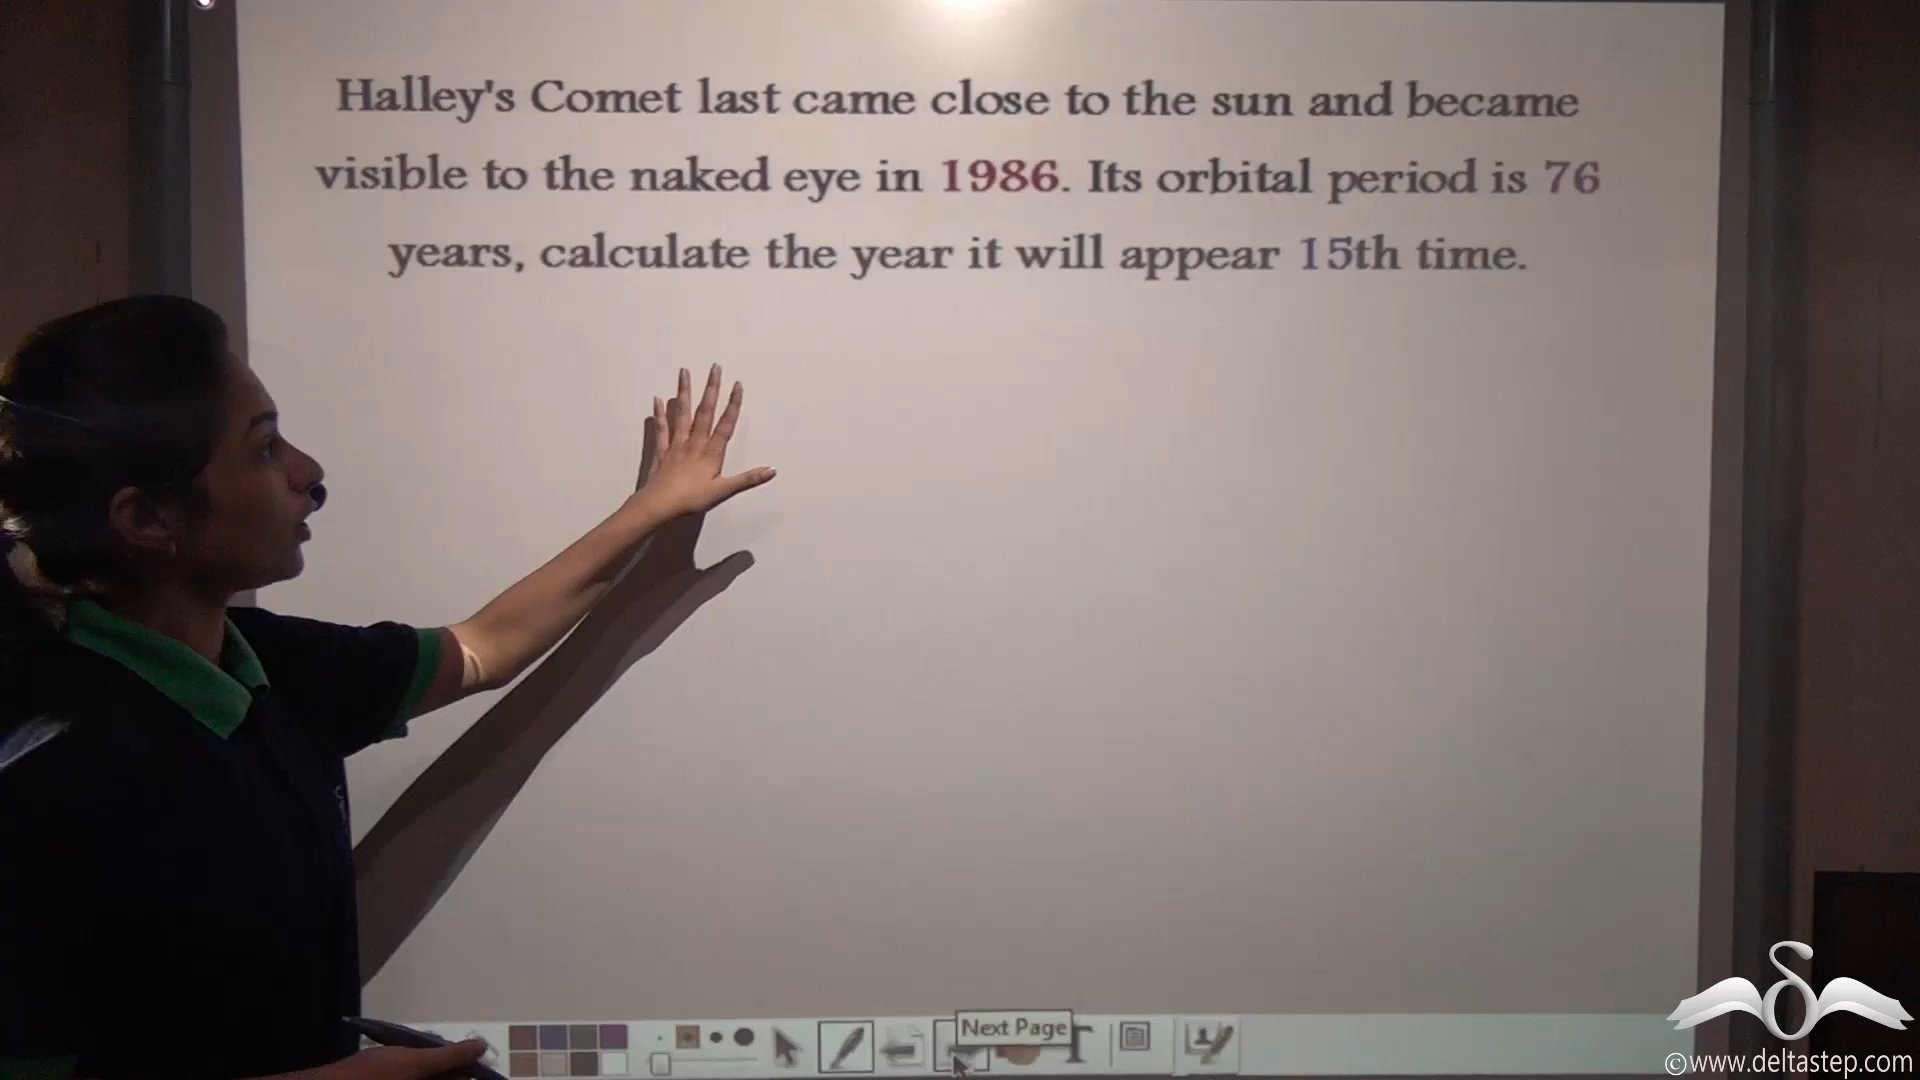 Halley's Comet last came close to the sun and became
visible to the naked eye in 1986. Its orbital period is 76
years, calculate the year it will appear 15th time.
Next Page
T
©www.deltastep.com